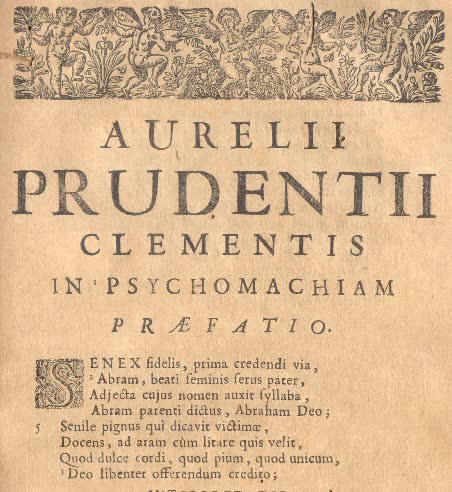 AURELII
PRUDENTII
CLEMENTIS
IN ¹ PSYCHOMACHIAM
PRÆFATIO.
SENEX fidelis, prima credendi via,
² Abram, beati seminis serus pater,
Adjecta cujus nomen auxit syllaba,
Abram parenti dictus, Abraham Deo;
5 Senile pignus qui dicavit victimæ,
Docens, ad aram cùm litare quis velit,
Quod dulce cordi, quod pium, quod unicum,
³ Deo libenter offerendum credito;